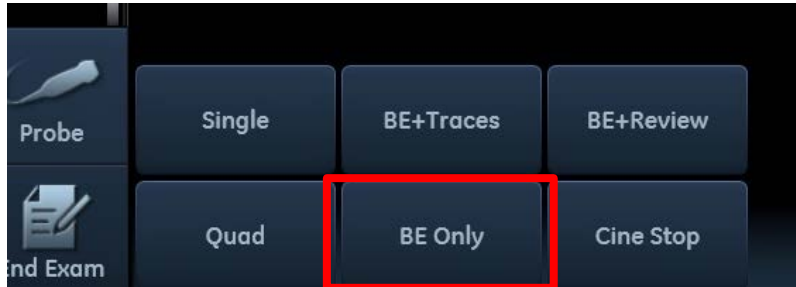 Probe
Single
BE+Traces
BE+Review
End Exam
Quad
BE Only
Cine Stop